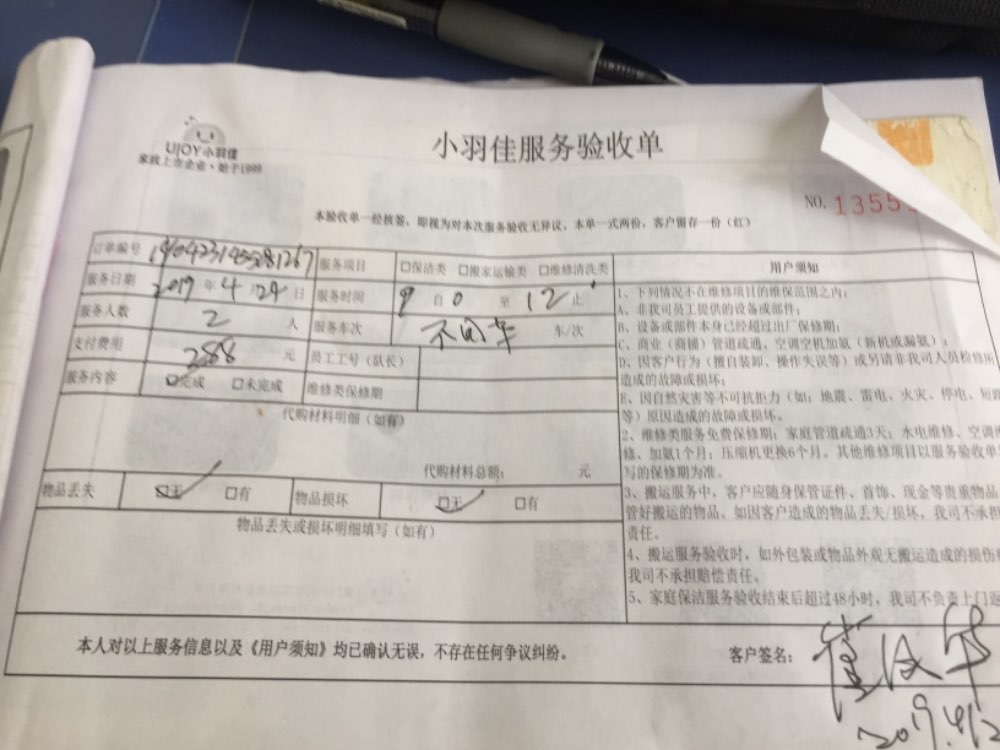 UJOY小羽佳
家政上市企业·始于1999
小羽佳服务验收单
NO. 1355
本验收单一经核签，即视为对本次服务验收无异议，本单一式两份，客户留存一份（红）
订单编号 服务项目 □保洁类 □搬家运输类 □维修清洗类
服务日期 2019 年 4 月 24 日 服务时间 9 自 0 至 12 止
服务人数 2 人 服务车次 不用车 车/次
支付费用 288 元 员工工号（队长）
服务内容 □完成 □未完成 维修类保修期
代购材料明细（如有）
代购材料总额： 元
物品丢失 □无 □有 物品损坏 □无 □有
物品丢失或损坏明细填写（如有）
用户须知
1、下列情况不在维修项目的维保范围之内：
A、非我司员工提供的设备或部件；
B、设备或部件本身已经超过出厂保修期；
C、商业（商铺）管道疏通、空调空机加氟（新机或漏氟）；
D、因客户行为（擅自装卸、操作失误等）或另请非我司人员检修所
造成的故障或损坏；
E、因自然灾害等不可抗拒力（如：地震、雷电、火灾、停电、短路
等）原因造成的故障或损坏。
2、维修类服务免费保修期：家庭管道疏通3天；水电维修、空调
修、加氟1个月；压缩机更换6个月。其他维修项目以服务验收单
写的保修期为准。
3、搬运服务中，客户应随身保管证件、首饰、现金等贵重物品
管好搬运的物品、如因客户造成的物品丢失/损坏，我司不承担
责任。
4、搬运服务验收时，如外包装或物品外观无搬运造成的损伤
我司不承担赔偿责任。
5、家庭保洁服务验收结束后超过48小时，我司不负责上门返
本人对以上服务信息以及《用户须知》均已确认无误，不存在任何争议纠纷。
客户签名：
2019.4.2